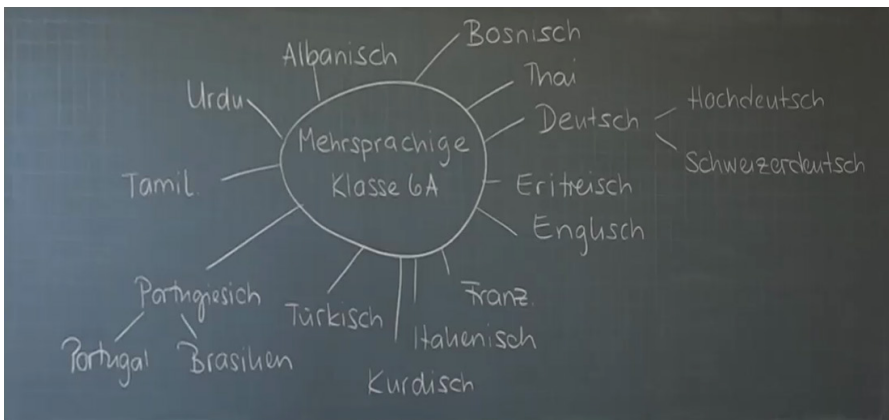 Mehrsprachige
Klasse 6A
Albanisch
Bosnisch
Thai
Deutsch
Hochdeutsch
Schweizerdeutsch
Eritreisch
Englisch
Franz.
Italienisch
Kurdisch
Türkisch
Portugiesich
Portugal
Brasilien
Tamil.
Urdu